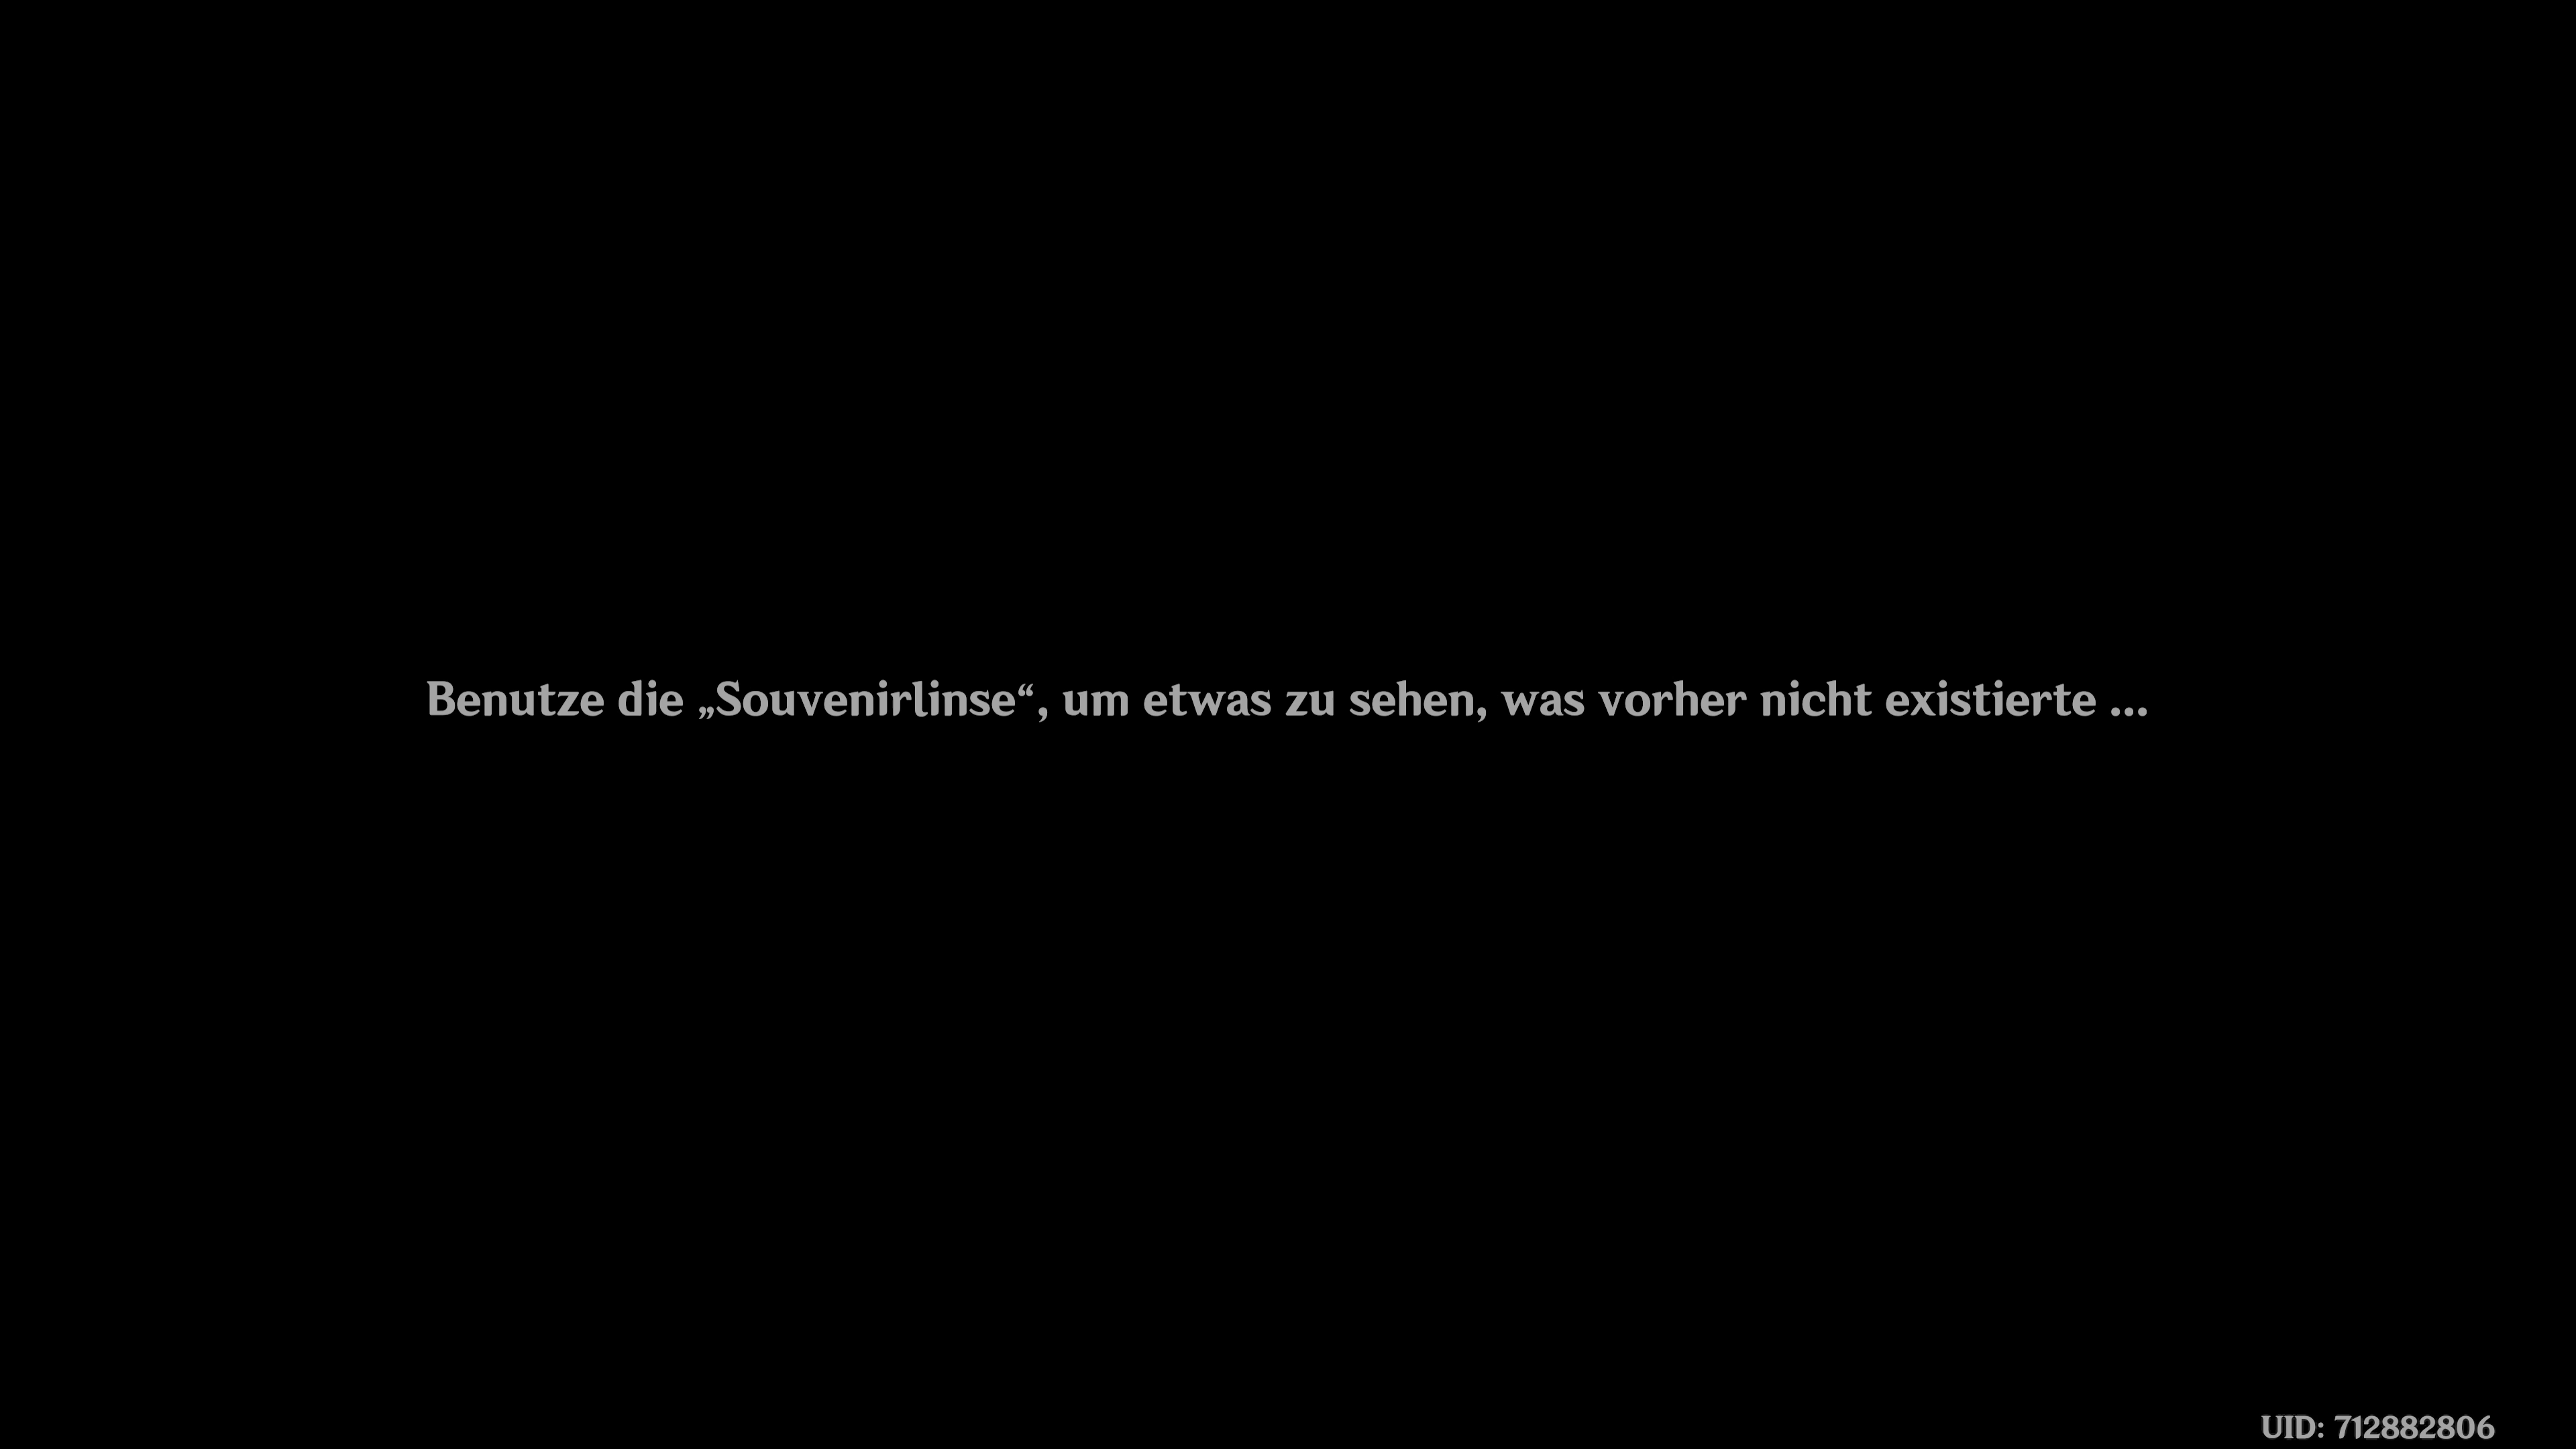 Benutze die „Souvenirlinse“, um etwas zu sehen, was vorher nicht existierte ...
UID: 712882806